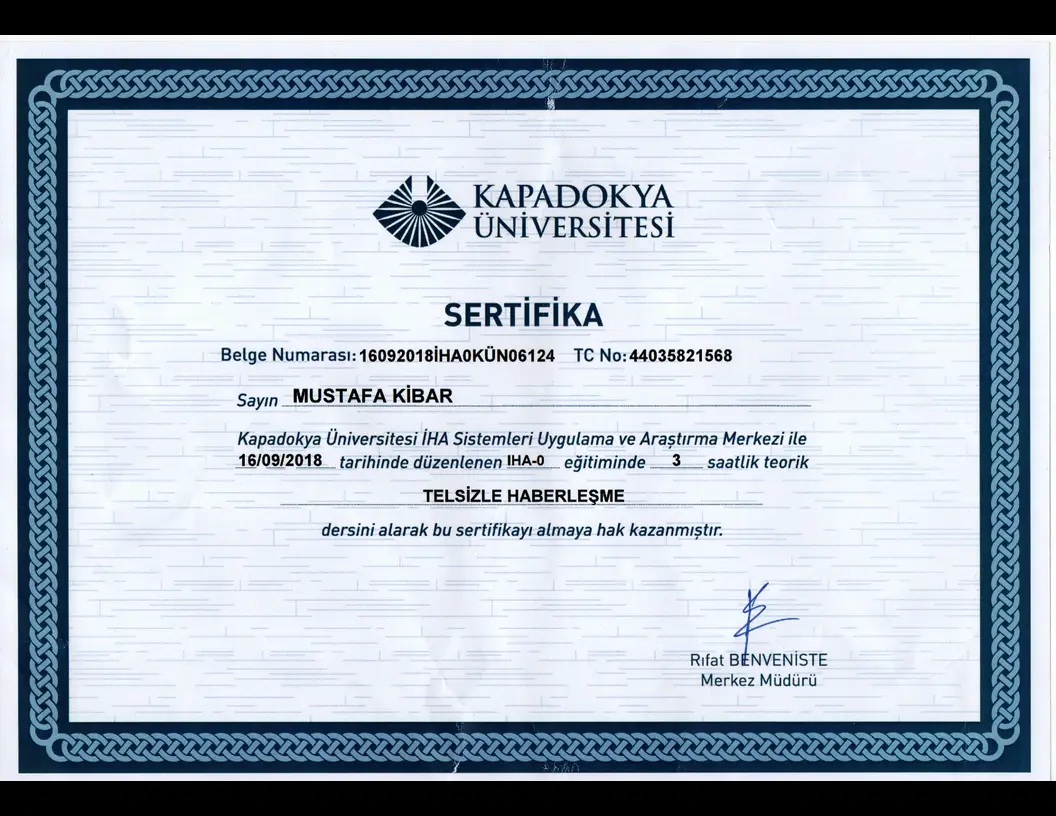 KAPADOKYA
ÜNİVERSİTESİ
SERTİFİKA
Belge Numarası: 16092018İHA0KÜN06124 TC No: 44035821568
Sayın MUSTAFA KİBAR
Kapadokya Üniversitesi İHA Sistemleri Uygulama ve Araştırma Merkezi ile
16/09/2018 tarihinde düzenlenen IHA-0 eğitiminde 3 saatlik teorik
TELSİZLE HABERLEŞME
dersini alarak bu sertifikayı almaya hak kazanmıştır.
Rıfat BENVENİSTE
Merkez Müdürü